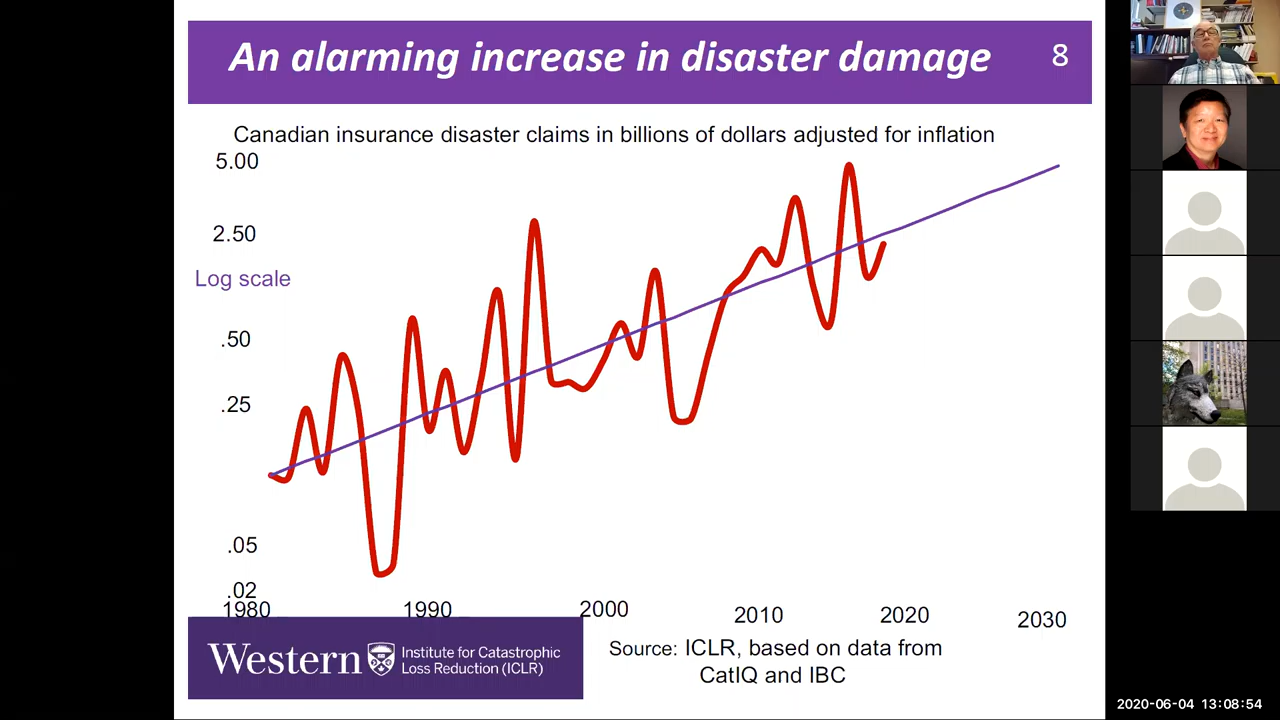 An alarming increase in disaster damage
8
Canadian insurance disaster claims in billions of dollars adjusted for inflation
5.00
2.50
Log scale
.50
.25
.05
.02
1980
1990
2000
2010
2020
2030
Western
Institute for Catastrophic
Loss Reduction (ICLR)
Source: ICLR, based on data from
CatIQ and IBC
2020-06-04 13:08:54